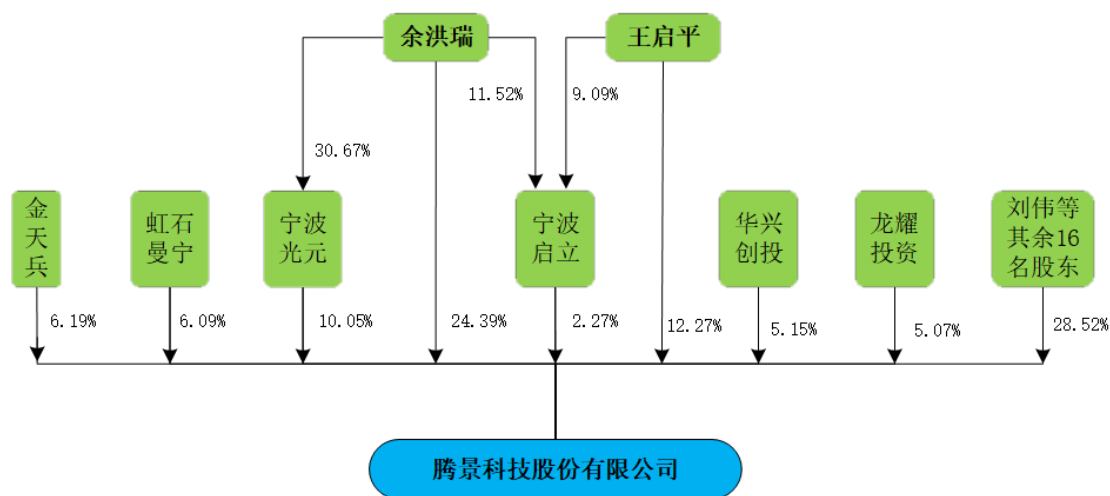 余洪瑞
王启平
11.52%
9.09%
30.67%
金
天
兵
虹石
曼宁
宁波
光元
宁波
启立
华兴
创投
龙耀
投资
刘伟等
其余16
名股东
6.19%
6.09%
10.05%
24.39%
2.27%
12.27%
5.15%
5.07%
28.52%
腾景科技股份有限公司